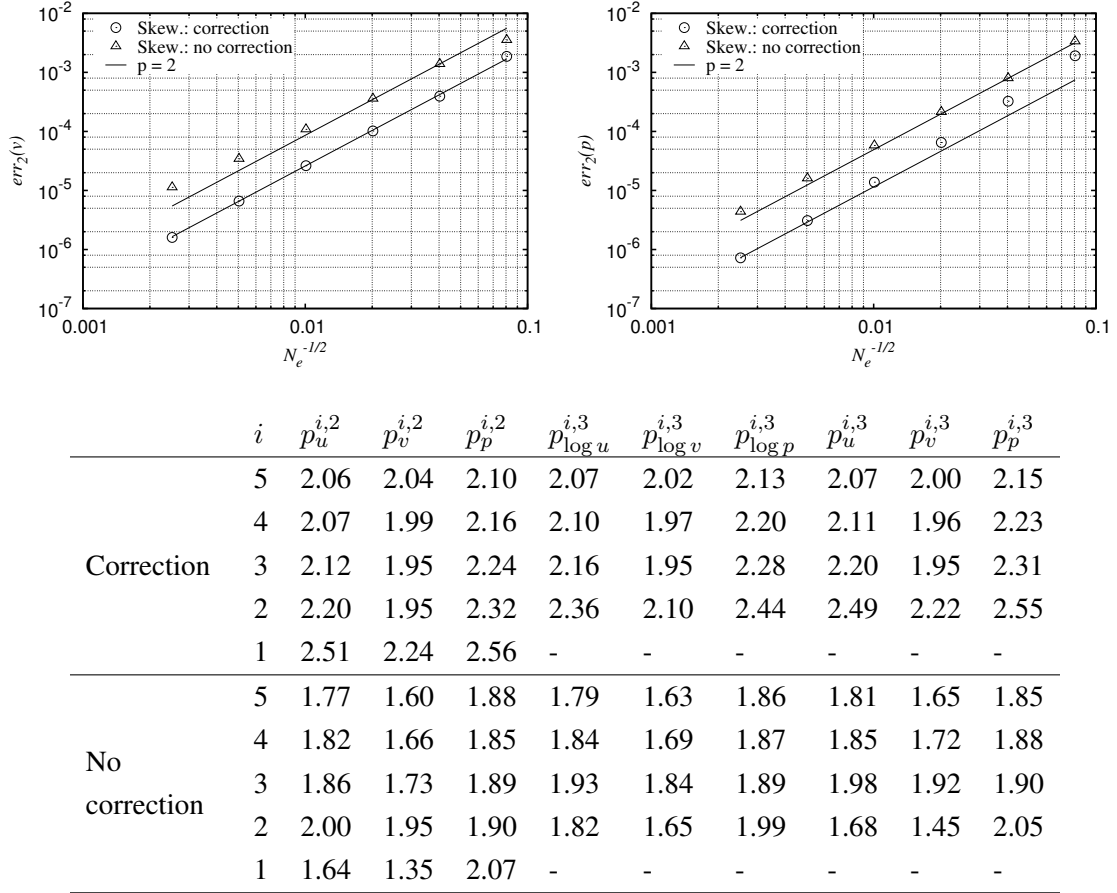 10^-2
10^-3
10^-4
10^-5
10^-6
10^-7
err_2(v)
Skew.: correction
Skew.: no correction
p = 2
0.001 0.01 0.1
N_e^-1/2
10^-2
10^-3
10^-4
10^-5
10^-6
10^-7
err_2(p)
Skew.: correction
Skew.: no correction
p = 2
0.001 0.01 0.1
N_e^-1/2
i p_u^{i,2} p_v^{i,2} p_p^{i,2} p_{log u}^{i,3} p_{log v}^{i,3} p_{log p}^{i,3} p_u^{i,3} p_v^{i,3} p_p^{i,3}
5 2.06 2.04 2.10 2.07 2.02 2.13 2.07 2.00 2.15
4 2.07 1.99 2.16 2.10 1.97 2.20 2.11 1.96 2.23
Correction 3 2.12 1.95 2.24 2.16 1.95 2.28 2.20 1.95 2.31
2 2.20 1.95 2.32 2.36 2.10 2.44 2.49 2.22 2.55
1 2.51 2.24 2.56 - - - - - -
5 1.77 1.60 1.88 1.79 1.63 1.86 1.81 1.65 1.85
4 1.82 1.66 1.85 1.84 1.69 1.87 1.85 1.72 1.88
No
correction
3 1.86 1.73 1.89 1.93 1.84 1.89 1.98 1.92 1.90
2 2.00 1.95 1.90 1.82 1.65 1.99 1.68 1.45 2.05
1 1.64 1.35 2.07 - - - - - -